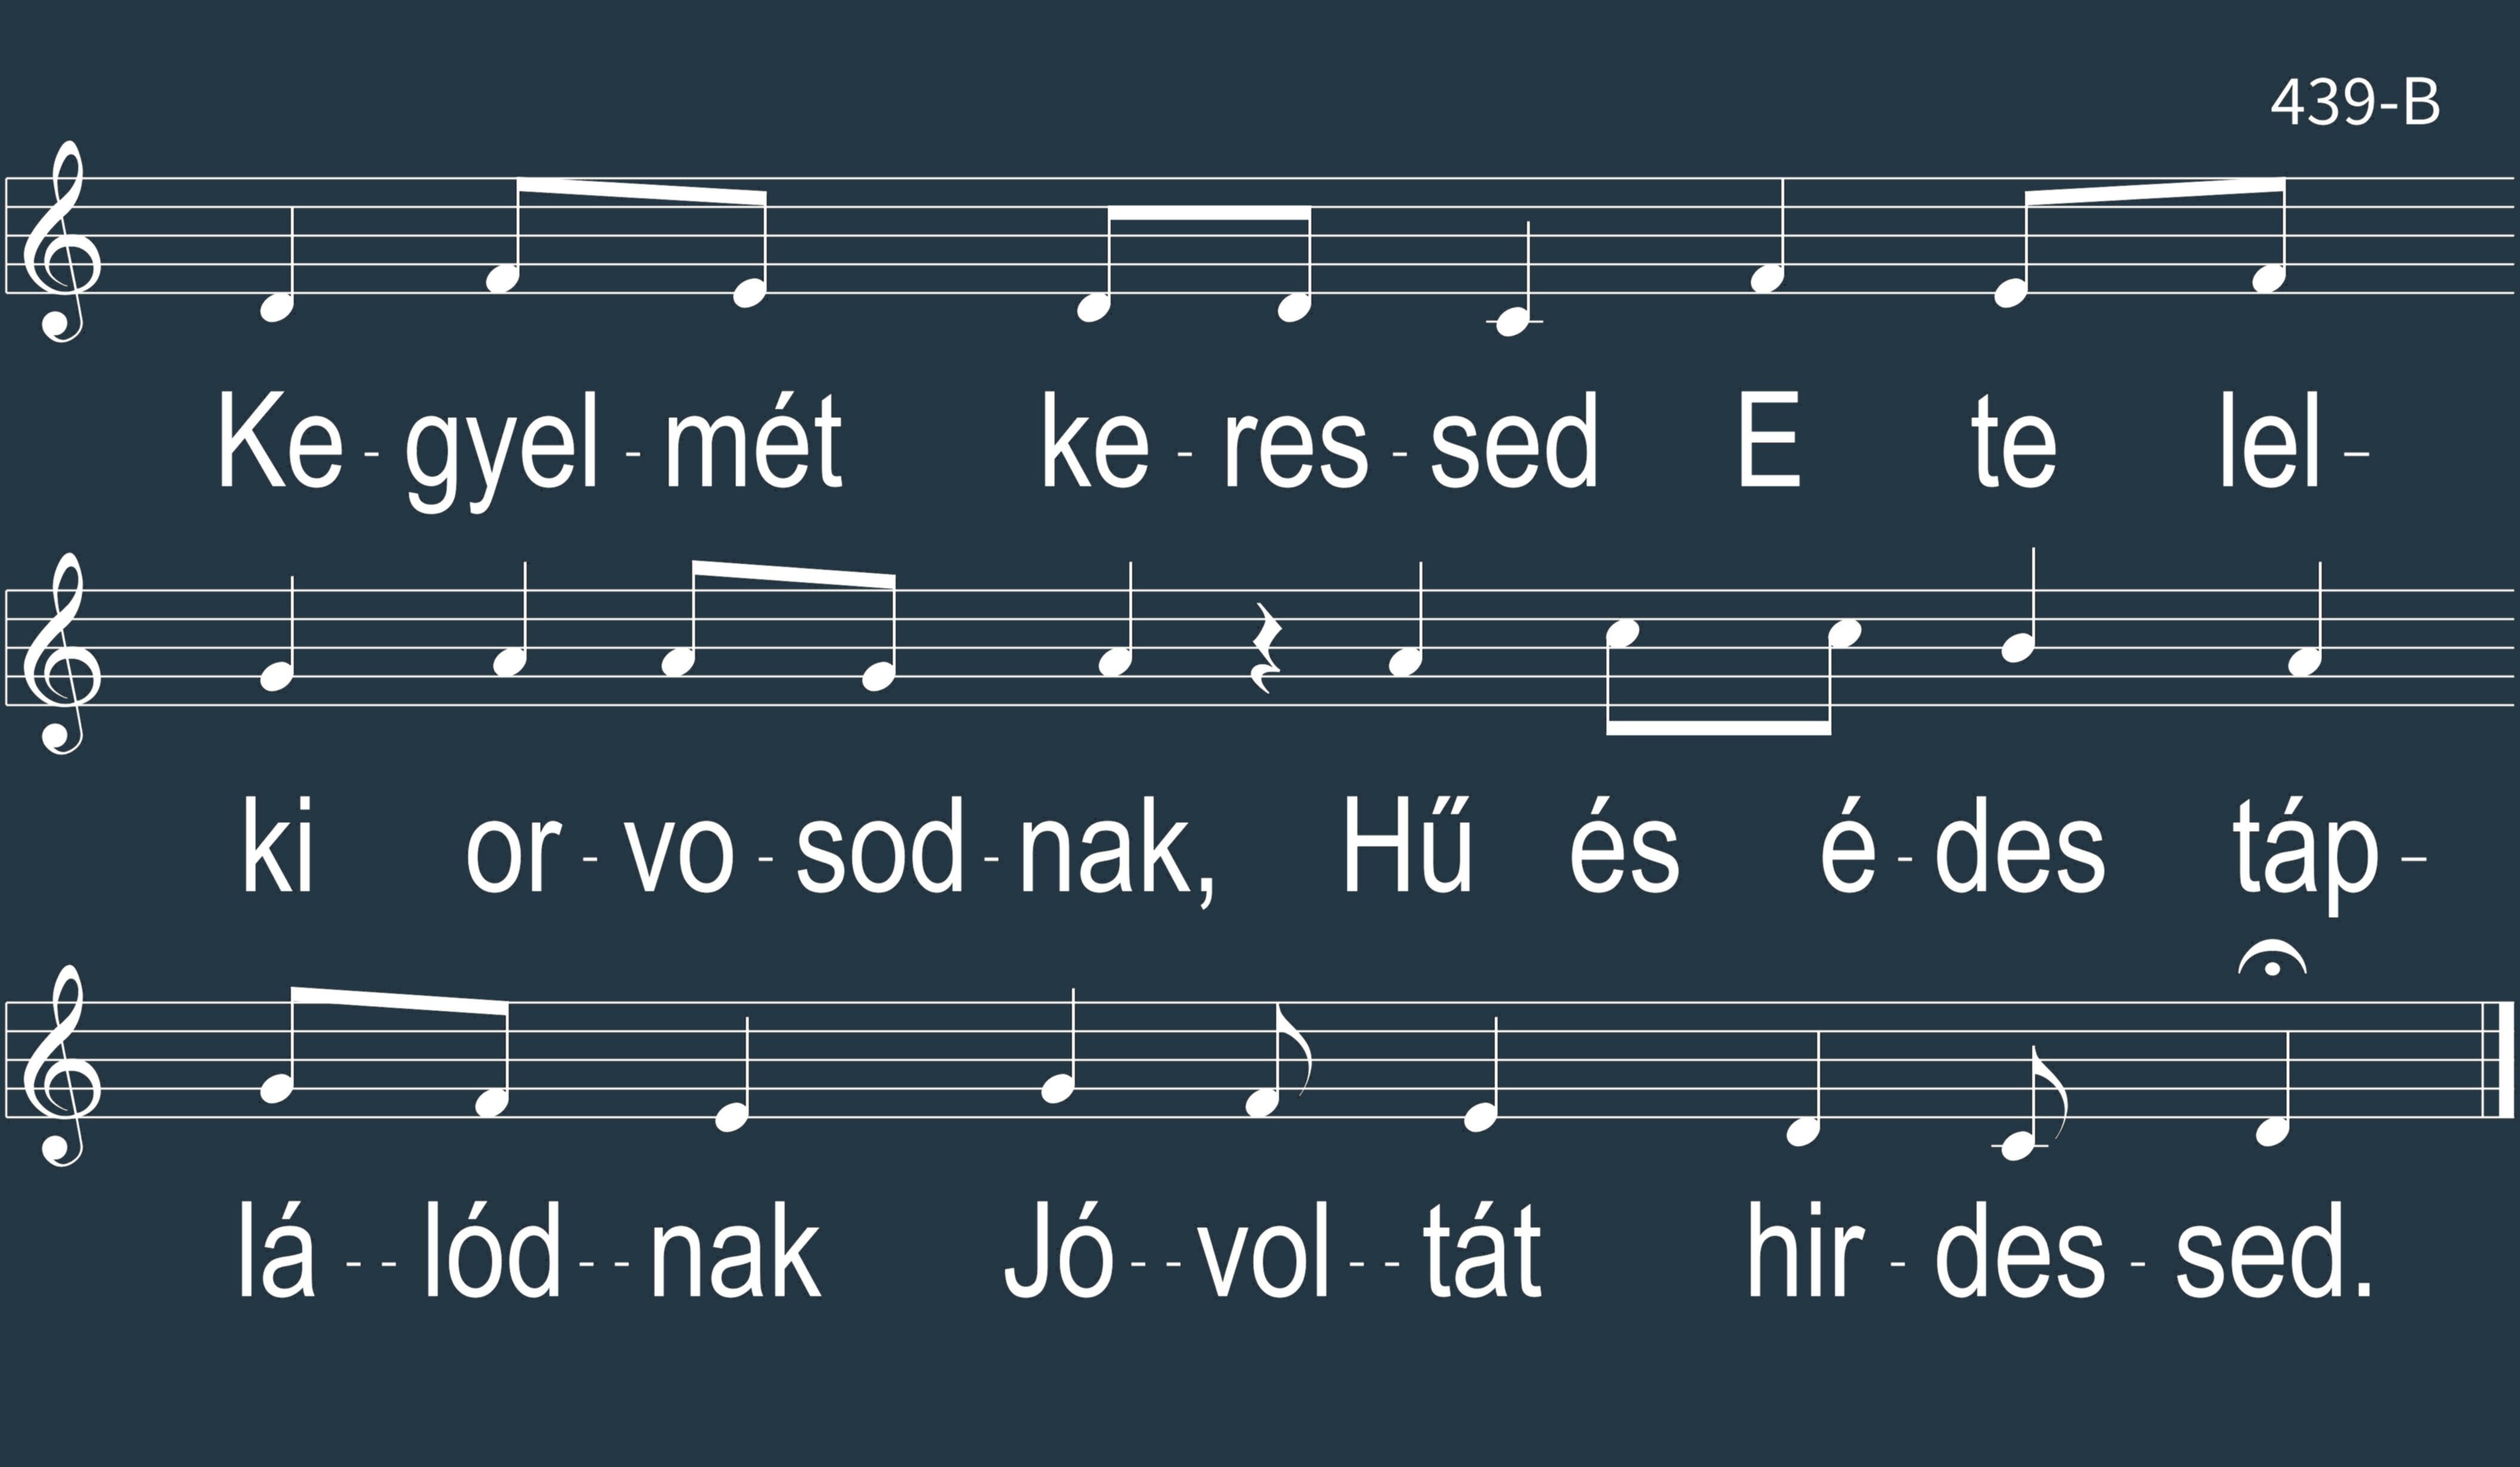 439-B
Ke - gyel - mét ke - res - sed E te lel -
ki or - vo - sod - nak, Hű és é - des táp -
lá - - lód - - nak Jó - - vol - - tát hir - des - sed.